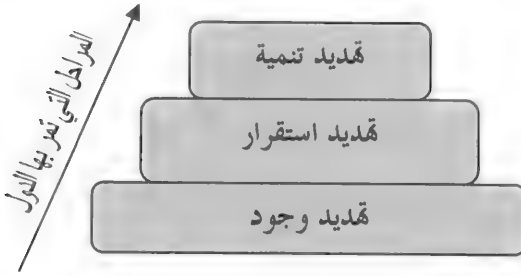 تهديد تنمية
تهديد استقرار
تهديد وجود
المراحل التي تمر بها الدول